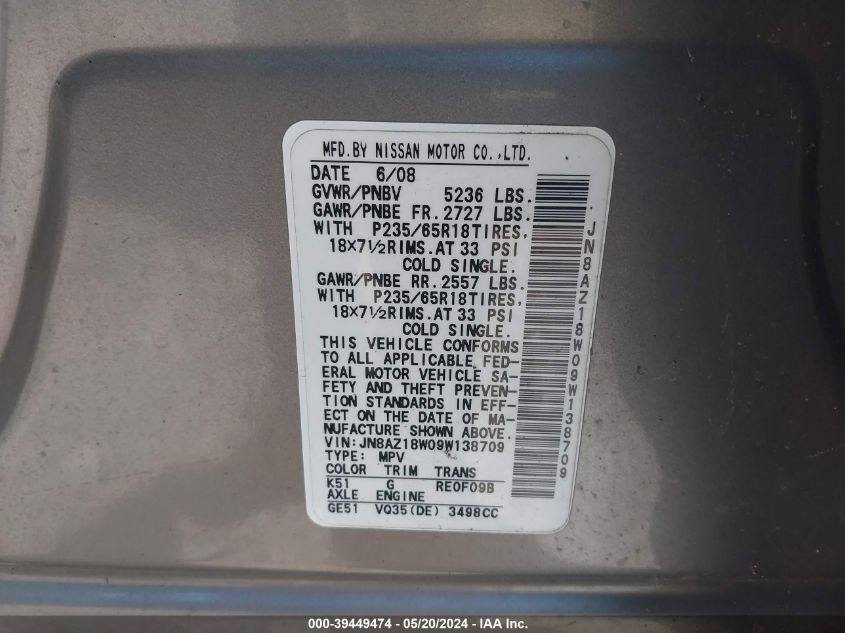 MFD.BY NISSAN MOTOR CO.,LTD.
DATE 6/08
GVWR/PNBV 5236 LBS.
GAWR/PNBE FR. 2727 LBS.
WITH P235/65R18TIRES,
18×7½RIMS.AT 33 PSI
COLD SINGLE.
GAWR/PNBE RR. 2557 LBS.
WITH P235/65R18TIRES,
18×7½RIMS.AT 33 PSI
COLD SINGLE.
THIS VEHICLE CONFORMS
TO ALL APPLICABLE FED-
ERAL MOTOR VEHICLE SA-
FETY AND THEFT PREVEN-
TION STANDARDS IN EFF-
ECT ON THE DATE OF MA-
NUFACTURE SHOWN ABOVE.
VIN:JN8AZ18W09W138709
TYPE: MPV
COLOR TRIM TRANS
K51 G RE0F09B
AXLE ENGINE
GE51 VQ35(DE) 3498CC
JN8AZ18W09W138709
000-39449474 - 05/20/2024 - IAA Inc.